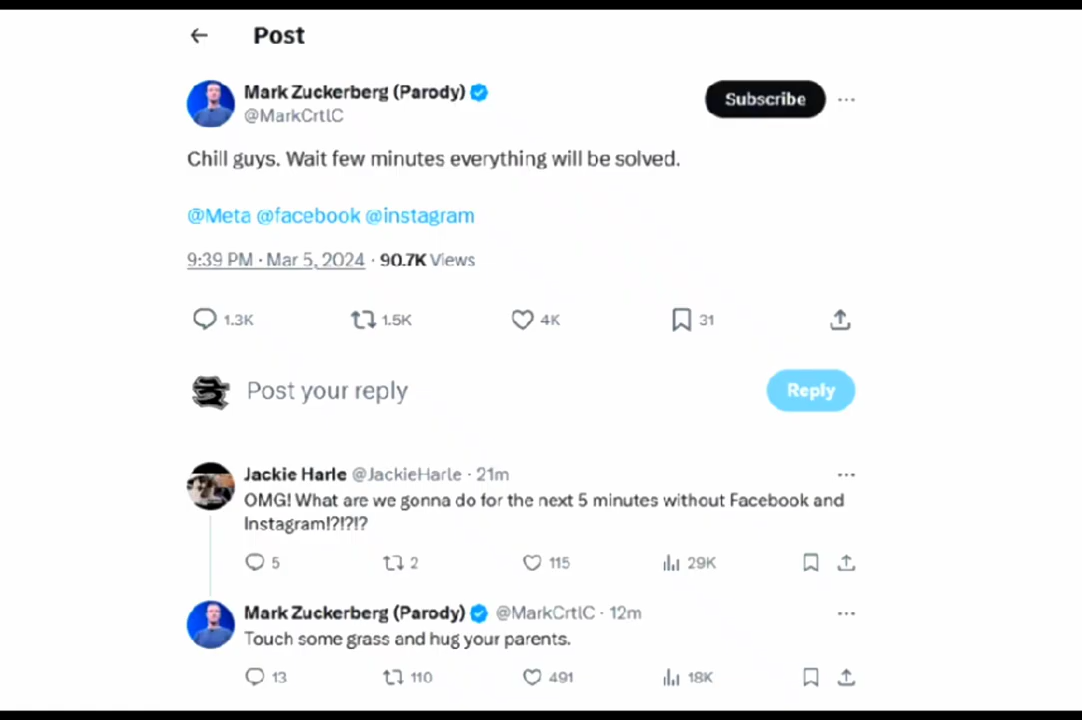 Post
Mark Zuckerberg (Parody)
Subscribe
@MarkCrtlC
Chill guys. Wait few minutes everything will be solved.
@Meta @facebook @instagram
9:39 PM · Mar 5, 2024 · 90.7K Views
1.3K 1.5K 4K 31
Post your reply
Reply
Jackie Harle @JackieHarle · 21m
OMG! What are we gonna do for the next 5 minutes without Facebook and
Instagram!?!?!?
5 2 115 29K
Mark Zuckerberg (Parody) @MarkCrtlC · 12m
Touch some grass and hug your parents.
13 110 491 18K